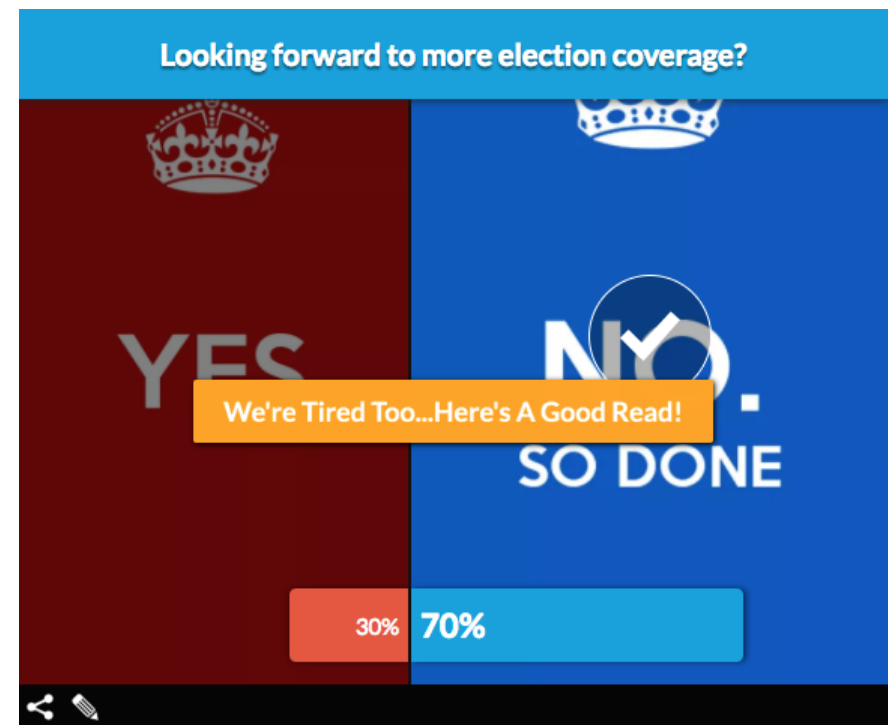 Looking forward to more election coverage?
YES
NO.
We're Tired Too...Here's A Good Read!
SO DONE
30%
70%